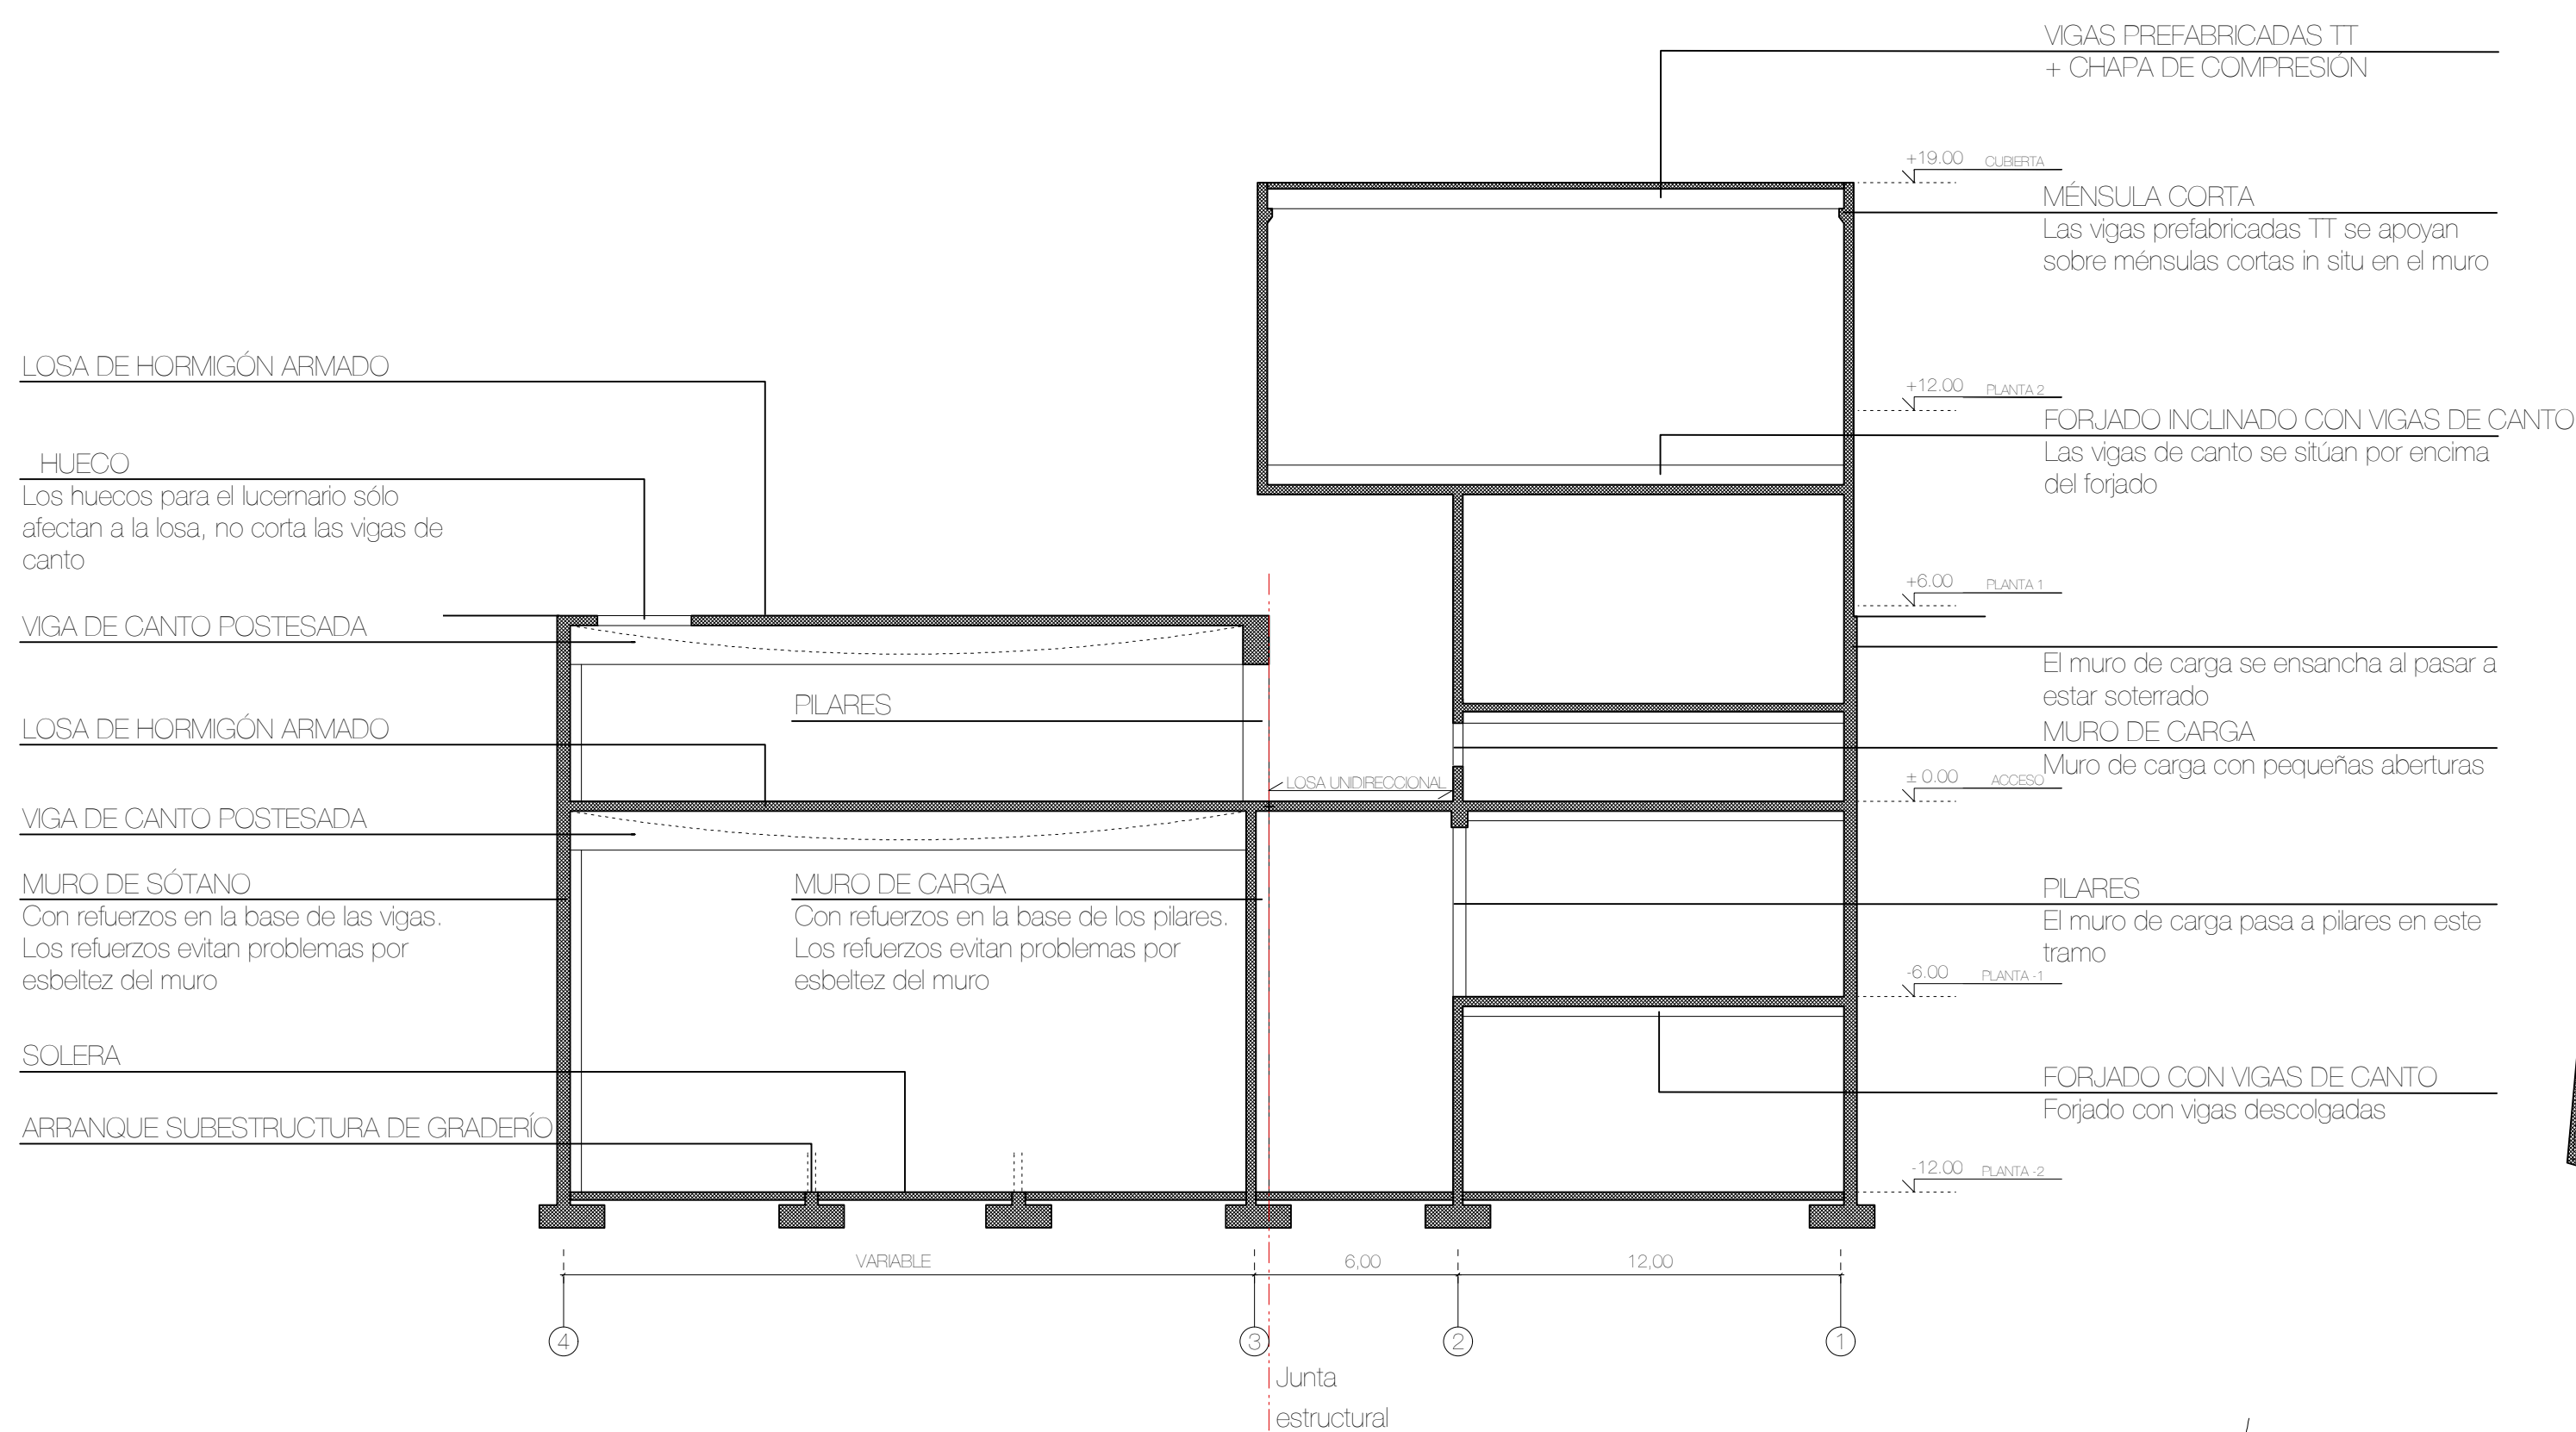 VIGAS PREFABRICADAS TT
+ CHAPA DE COMPRESIÓN
+19.00 CUBIERTA
MÉNSULA CORTA
Las vigas prefabricadas TT se apoyan
sobre ménsulas cortas in situ en el muro
LOSA DE HORMIGÓN ARMADO
+12.00 PLANTA 2
FORJADO INCLINADO CON VIGAS DE CANTO
Las vigas de canto se sitúan por encima
del forjado
HUECO
Los huecos para el lucernario sólo
afectan a la losa, no corta las vigas de
canto
+6.00 PLANTA 1
VIGA DE CANTO POSTESADA
El muro de carga se ensancha al pasar a
estar soterrado
PILARES
LOSA DE HORMIGÓN ARMADO
MURO DE CARGA
Muro de carga con pequeñas aberturas
LOSA UNIDIRECCIONAL
± 0.00 ACCESO
VIGA DE CANTO POSTESADA
MURO DE SÓTANO
Con refuerzos en la base de las vigas.
Los refuerzos evitan problemas por
esbeltez del muro
MURO DE CARGA
Con refuerzos en la base de los pilares.
Los refuerzos evitan problemas por
esbeltez del muro
PILARES
El muro de carga pasa a pilares en este
tramo
-6.00 PLANTA -1
SOLERA
FORJADO CON VIGAS DE CANTO
Forjado con vigas descolgadas
ARRANQUE SUBESTRUCTURA DE GRADERÍO
-12.00 PLANTA -2
VARIABLE
6,00
12,00
4
3
2
1
Junta
estructural